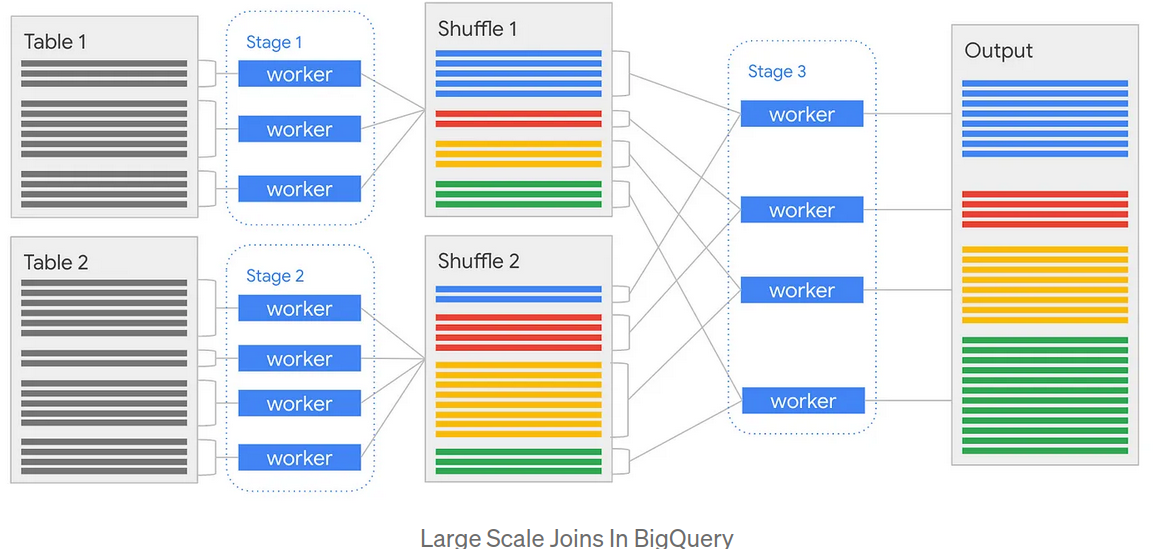 Table 1
Stage 1
worker
worker
worker
Shuffle 1
Table 2
Stage 2
worker
worker
worker
worker
Shuffle 2
Stage 3
worker
worker
worker
worker
Output
Large Scale Joins In BigQuery